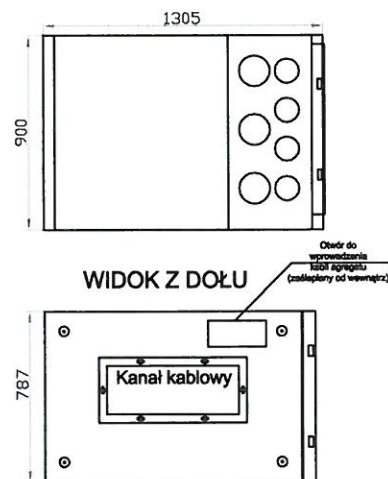 1305
900
Otwór do
wprowadzenia
kabli agregatu
(zaślepiony od wewnątrz)
WIDOK Z DOŁU
787
Kanał kablowy